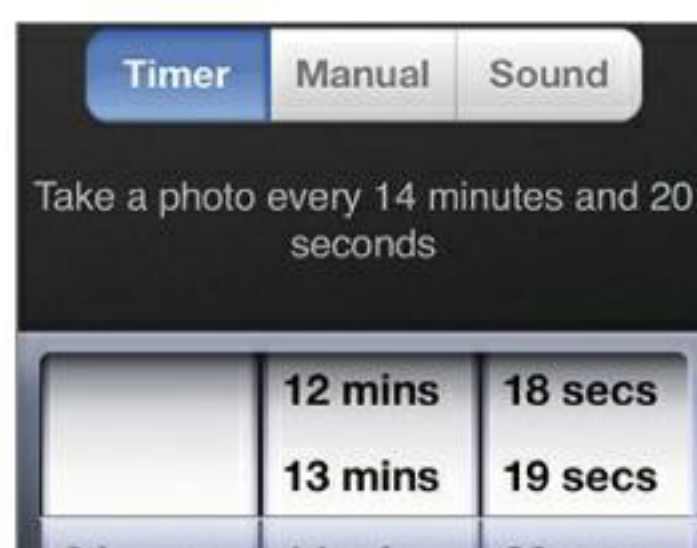 Timer Manual Sound
Take a photo every 14 minutes and 20
seconds
12 mins 18 secs
13 mins 19 secs